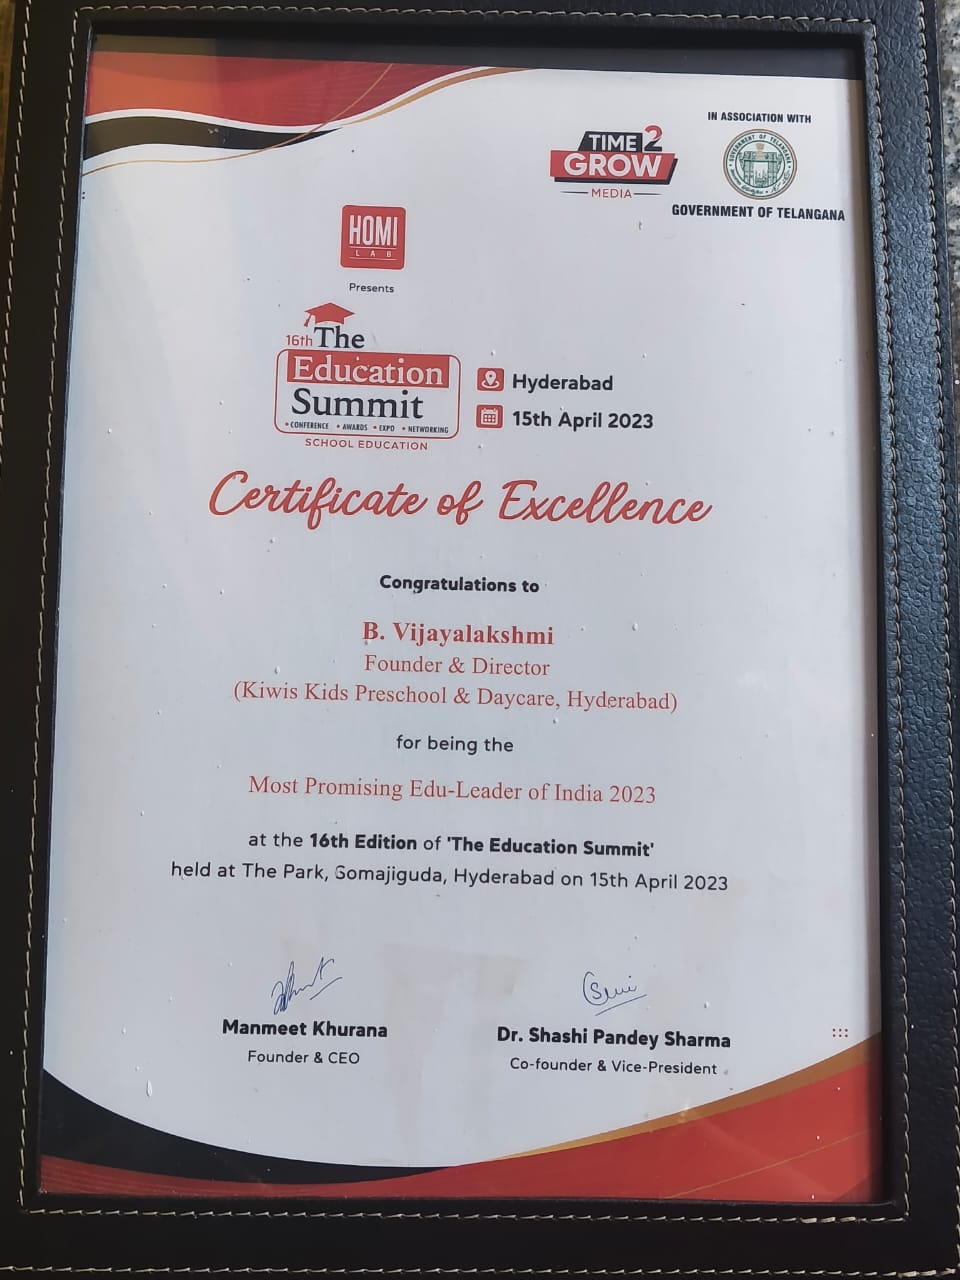 IN ASSOCIATION WITH
TIME 2
GROW
MEDIA
GOVERNMENT OF TELANGANA
GOVERNMENT OF TELANGANA
HOMI
LAB
Presents
16th The
Education
Summit
• CONFERENCE • AWARDS • EXPO • NETWORKING
SCHOOL EDUCATION
Hyderabad
15th April 2023
Certificate of Excellence
Congratulations to
B. Vijayalakshmi
Founder & Director
(Kiwis Kids Preschool & Daycare, Hyderabad)
for being the
Most Promising Edu-Leader of India 2023
at the 16th Edition of 'The Education Summit'
held at The Park, Somajiguda, Hyderabad on 15th April 2023
Manmeet Khurana
Founder & CEO
Dr. Shashi Pandey Sharma
Co-founder & Vice-President